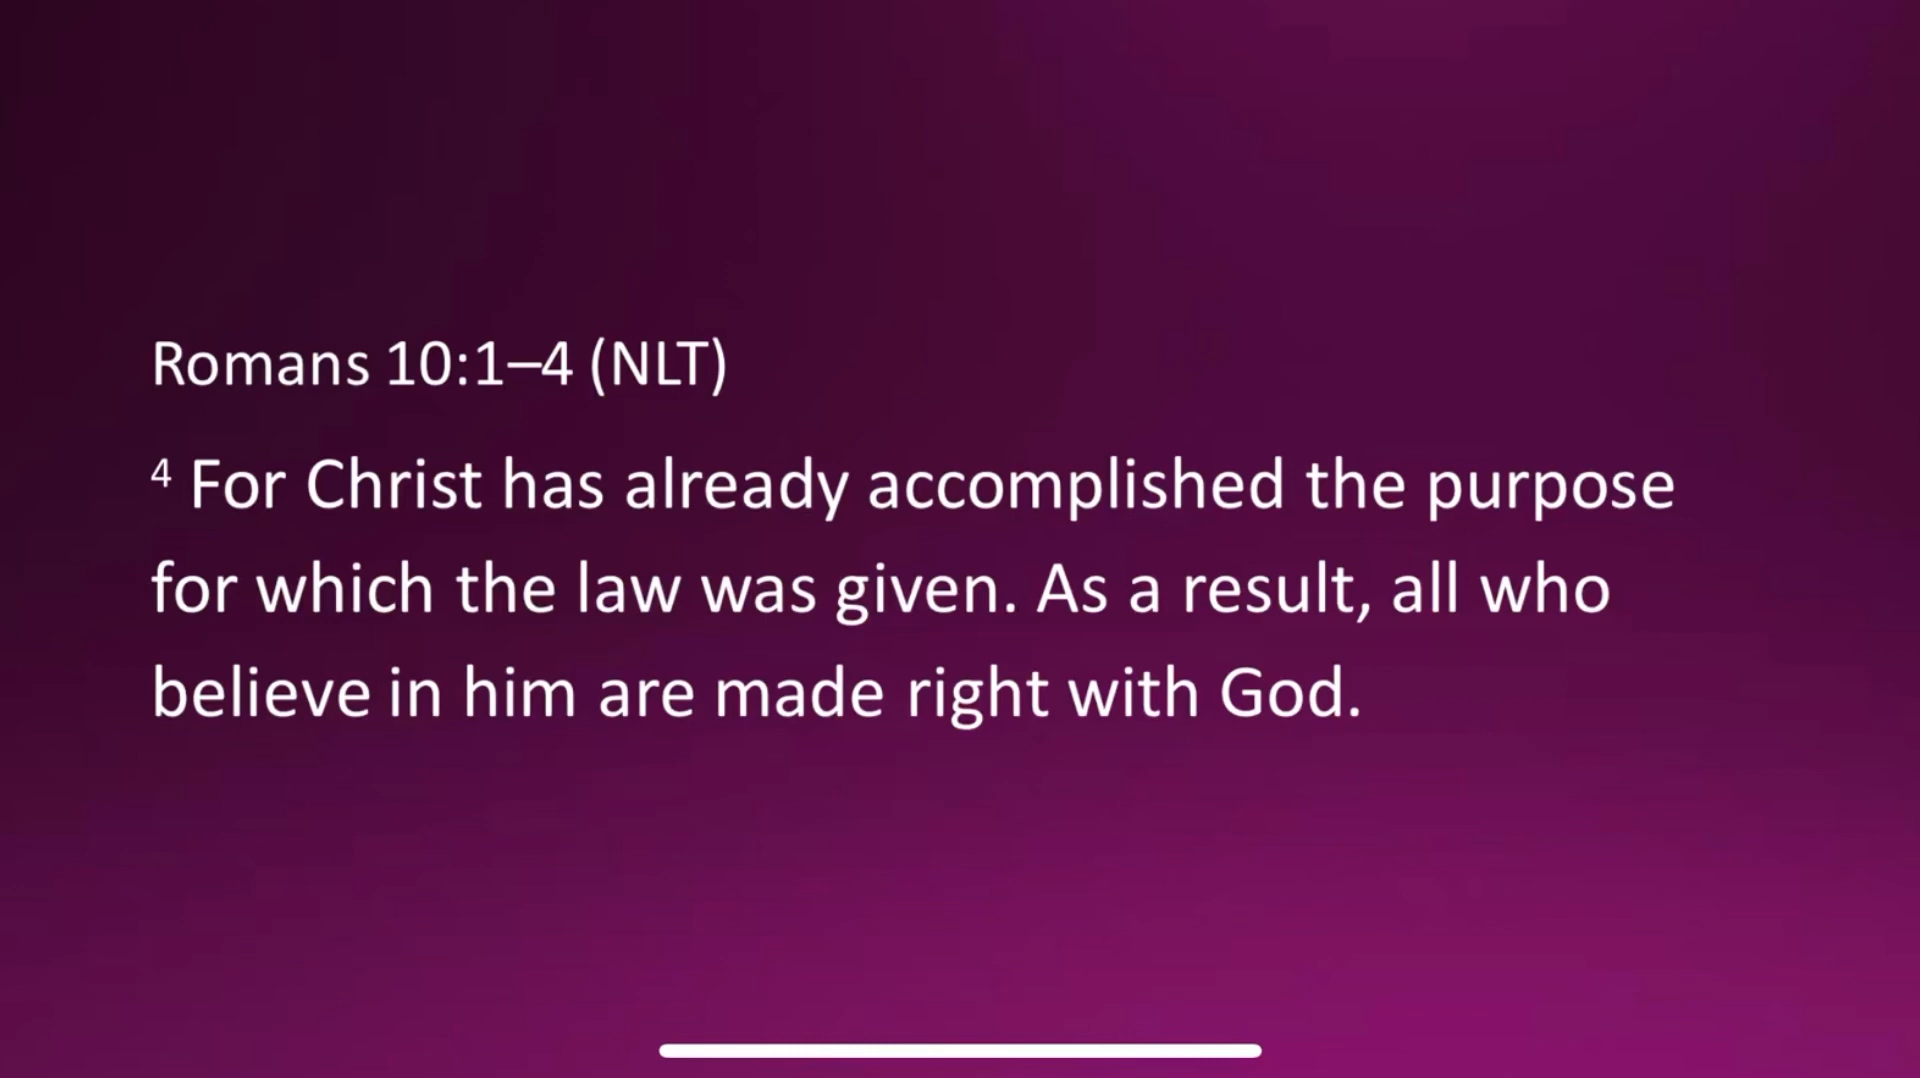 Romans 10:1–4 (NLT)
⁴ For Christ has already accomplished the purpose
for which the law was given. As a result, all who
believe in him are made right with God.